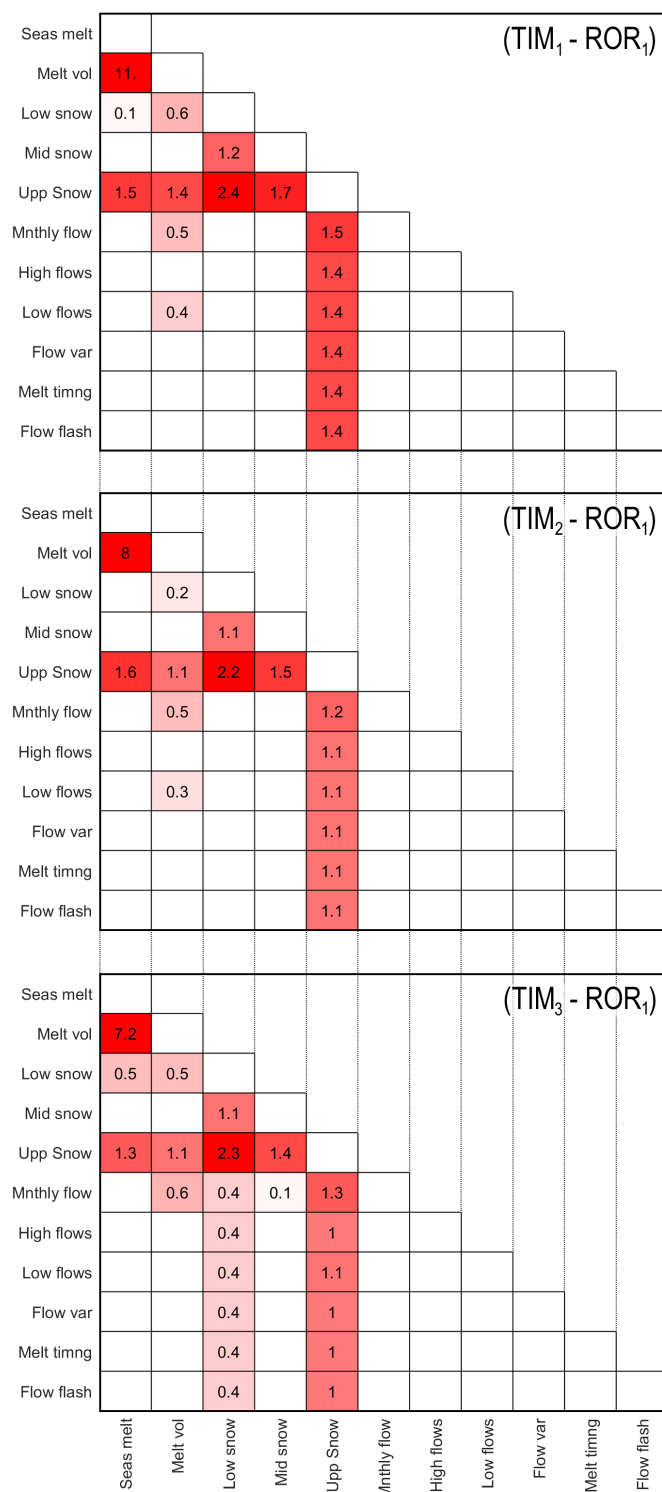 (TIM1 - ROR1)
Seas melt
Melt vol 11.
Low snow 0.1 0.6
Mid snow 1.2
Upp Snow 1.5 1.4 2.4 1.7
Mnthly flow 0.5 1.5
High flows 1.4
Low flows 0.4 1.4
Flow var 1.4
Melt timng 1.4
Flow flash 1.4
(TIM2 - ROR1)
Seas melt
Melt vol 8
Low snow 0.2
Mid snow 1.1
Upp Snow 1.6 1.1 2.2 1.5
Mnthly flow 0.5 1.2
High flows 1.1
Low flows 0.3 1.1
Flow var 1.1
Melt timng 1.1
Flow flash 1.1
(TIM3 - ROR1)
Seas melt
Melt vol 7.2
Low snow 0.5 0.5
Mid snow 1.1
Upp Snow 1.3 1.1 2.3 1.4
Mnthly flow 0.6 0.4 0.1 1.3
High flows 0.4 1
Low flows 0.4 1.1
Flow var 0.4 1
Melt timng 0.4 1
Flow flash 0.4 1
Seas melt
Melt vol
Low snow
Mid snow
Upp Snow
Mnthly flow
High flows
Low flows
Flow var
Melt timng
Flow flash